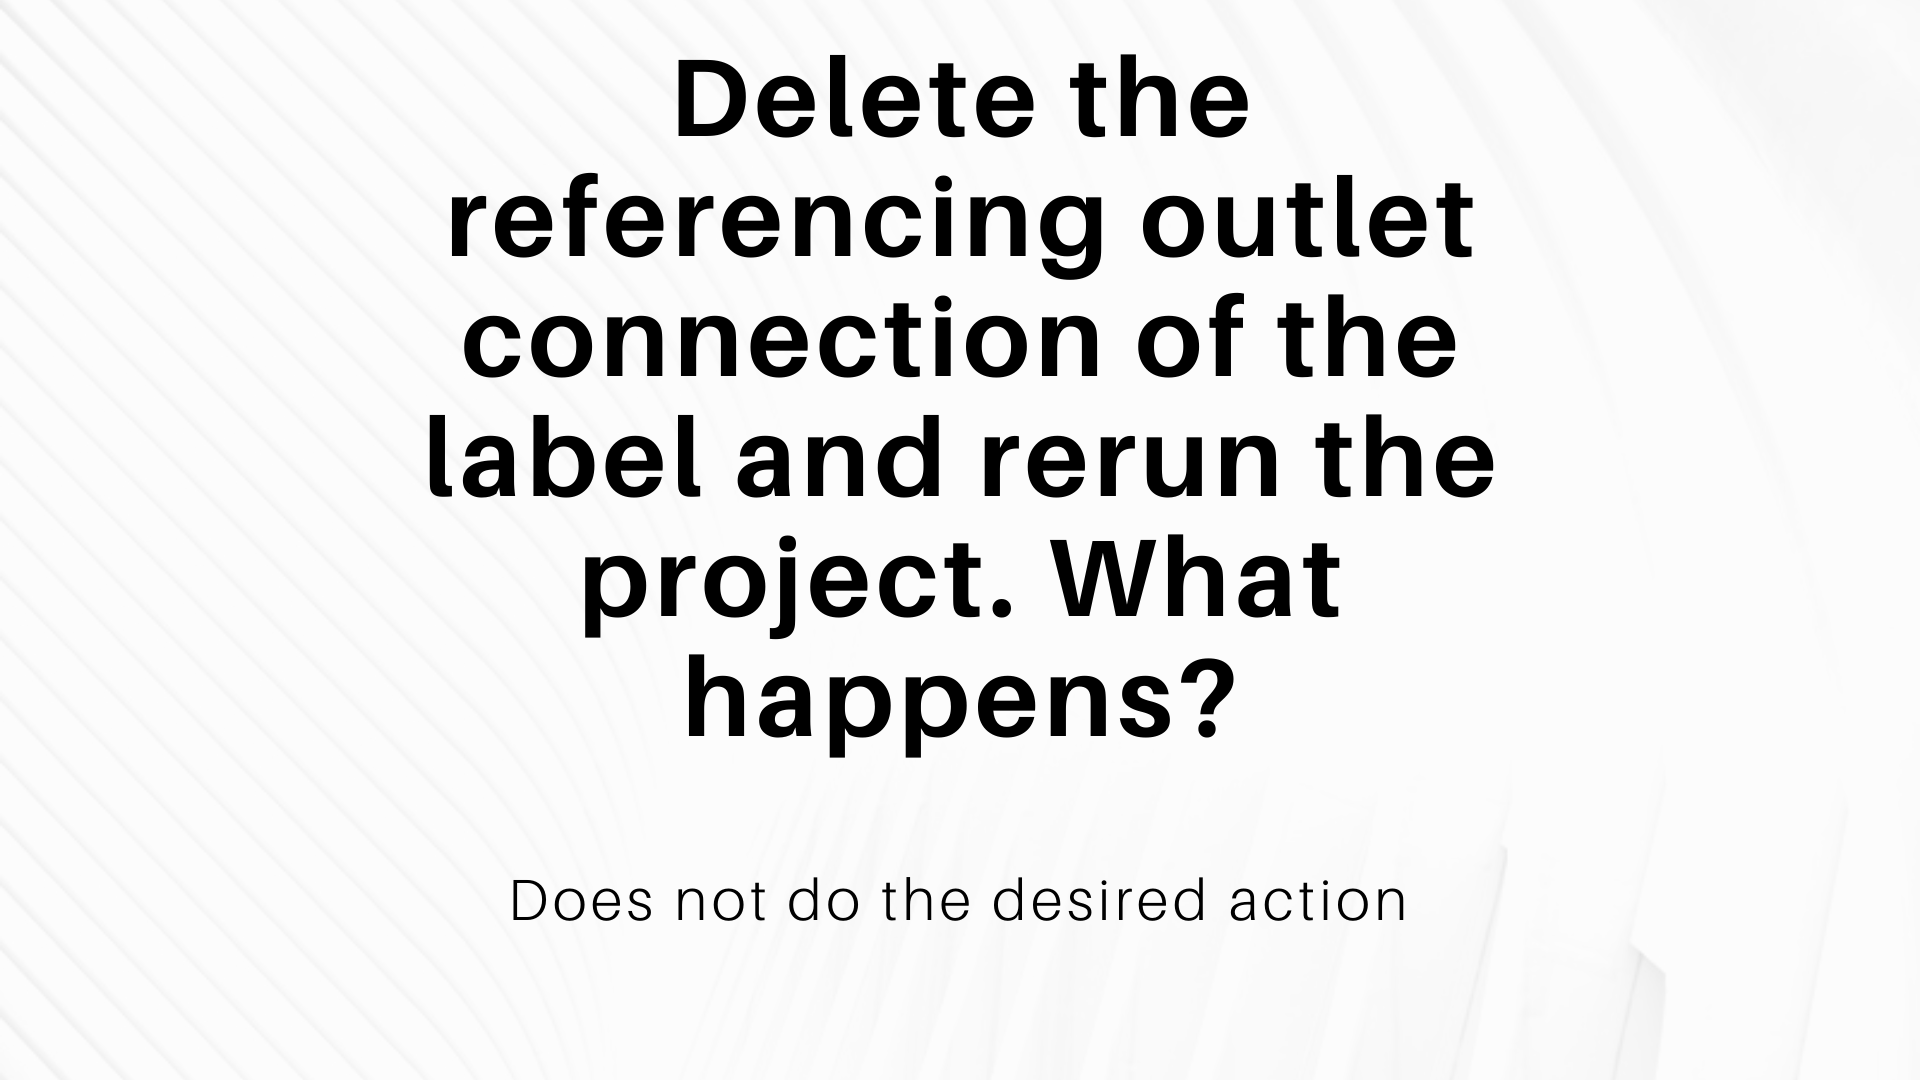 Delete the
referencing outlet
connection of the
label and rerun the
project. What
happens?
Does not do the desired action